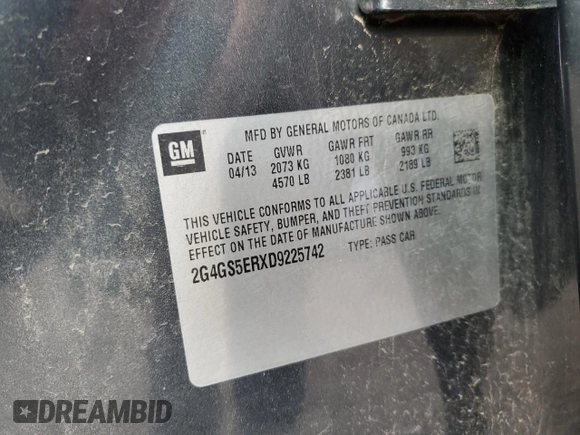 MFD BY GENERAL MOTORS OF CANADA LTD.
GM
DATE GVWR GAWR FRT GAWR RR
04/13 2073 KG 1080 KG 993 KG
4570 LB 2381 LB 2189 LB
THIS VEHICLE CONFORMS TO ALL APPLICABLE U.S. FEDERAL MOTOR
VEHICLE SAFETY, BUMPER, AND THEFT PREVENTION STANDARDS IN
EFFECT ON THE DATE OF MANUFACTURE SHOWN ABOVE.
2G4GS5ERXD9225742 TYPE: PASS CAR
DREAMBID